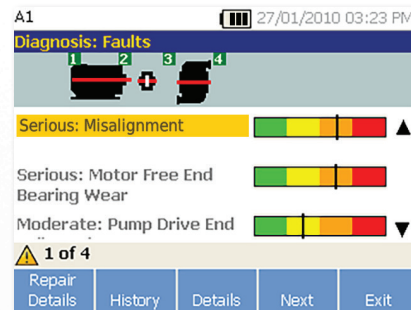 A1 27/01/2010 03:23 PM
Diagnosis: Faults
1 2 3 4
Serious: Misalignment
Serious: Motor Free End
Bearing Wear
Moderate: Pump Drive End
1 of 4
Repair
Details History Details Next Exit